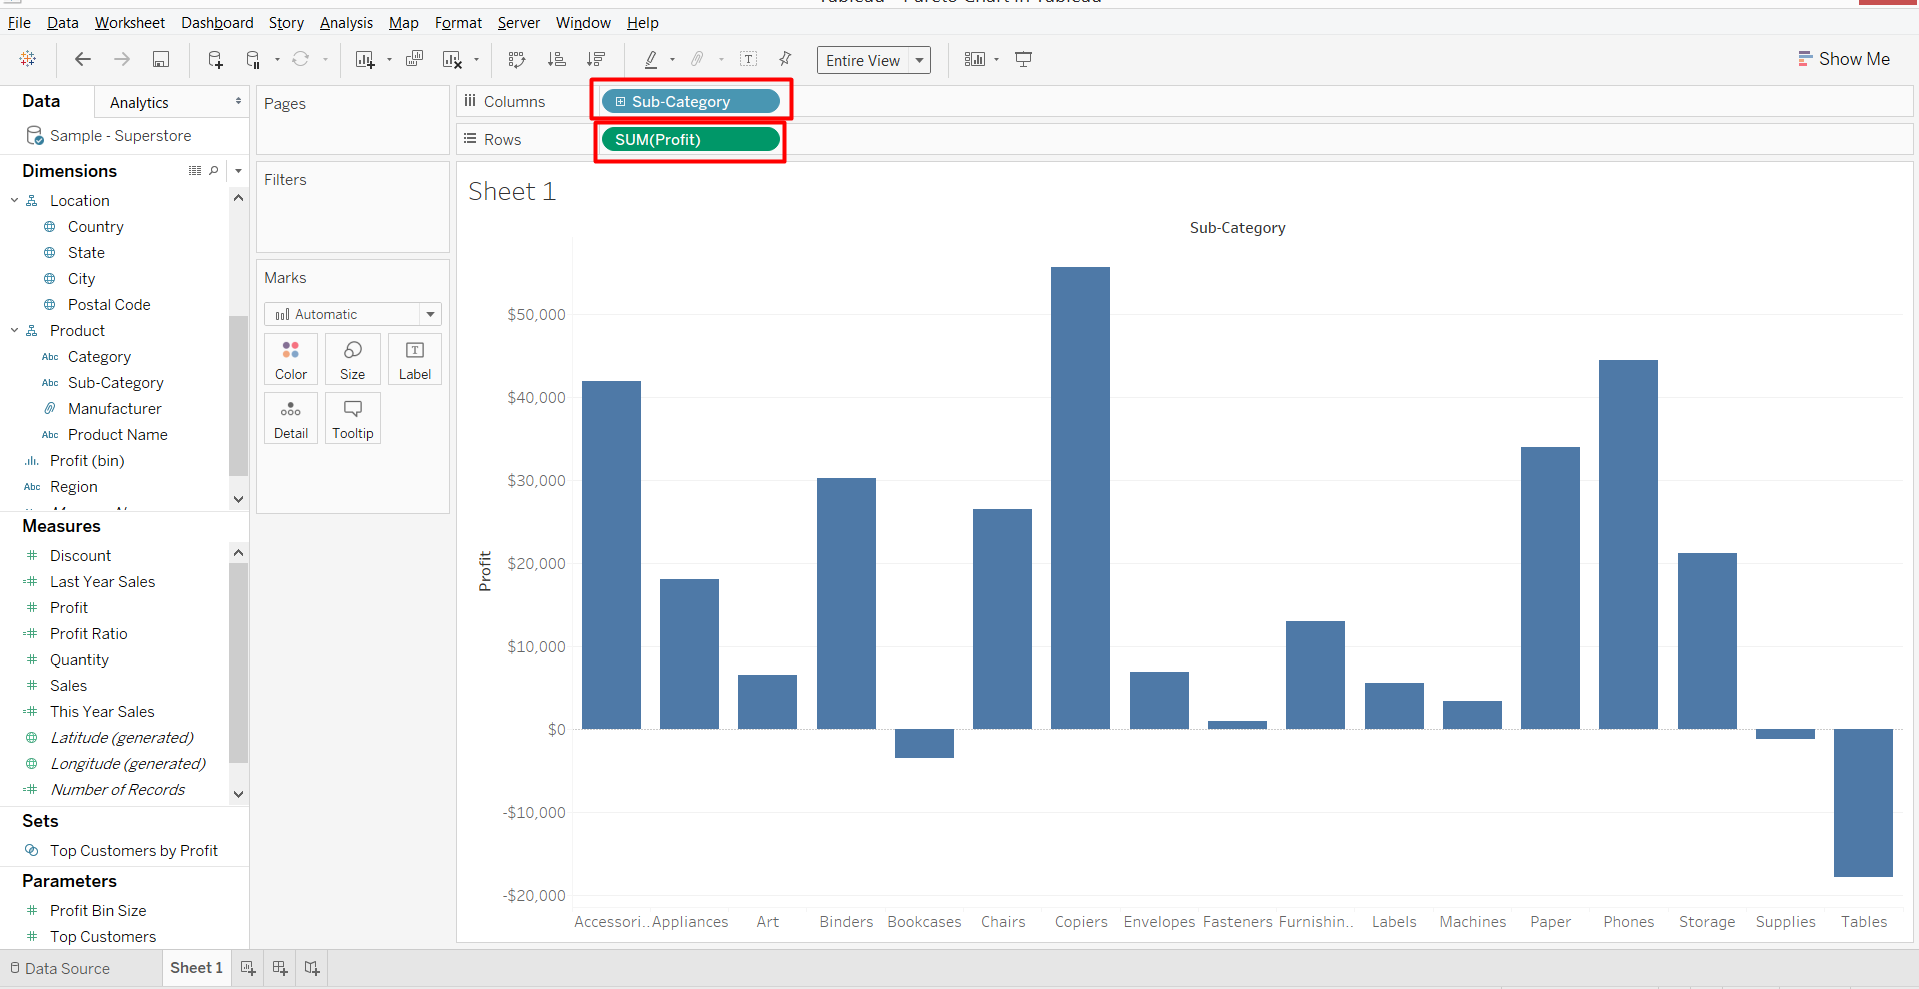 File Data Worksheet Dashboard Story Analysis Map Format Server Window Help
Entire View
Show Me
Data Analytics
Sample - Superstore
Dimensions
Location
Country
State
City
Postal Code
Product
Abc Category
Abc Sub-Category
Manufacturer
Abc Product Name
Profit (bin)
Abc Region
Measures
Discount
Last Year Sales
Profit
Profit Ratio
Quantity
Sales
This Year Sales
Latitude (generated)
Longitude (generated)
Number of Records
Sets
Top Customers by Profit
Parameters
Profit Bin Size
Top Customers
Pages
Filters
Marks
Automatic
Color Size Label
Detail Tooltip
Columns Sub-Category
Rows SUM(Profit)
Sheet 1
Sub-Category
Profit
$50,000
$40,000
$30,000
$20,000
$10,000
$0
-$10,000
-$20,000
Accessori.. Appliances Art Binders Bookcases Chairs Copiers Envelopes Fasteners Furnishin.. Labels Machines Paper Phones Storage Supplies Tables
Data Source Sheet 1